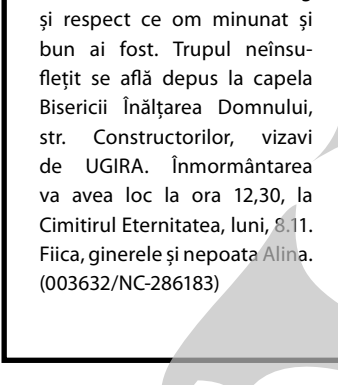 și respect ce om minunat și
bun ai fost. Trupul neînsu-
flețit se află depus la capela
Bisericii Înălțarea Domnului,
str. Constructorilor, vizavi
de UGIRA. Înmormântarea
va avea loc la ora 12,30, la
Cimitirul Eternitatea, luni, 8.11.
Fiica, ginerele și nepoata Alina.
(003632/NC-286183)